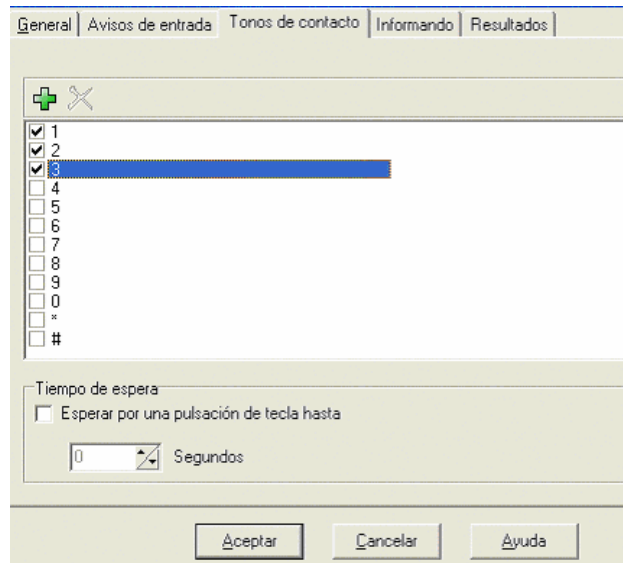 General Avisos de entrada Tonos de contacto Informando Resultados
1
2
3
4
5
6
7
8
9
0
*
#
Tiempo de espera
Esperar por una pulsación de tecla hasta
0 Segundos
Aceptar Cancelar Ayuda